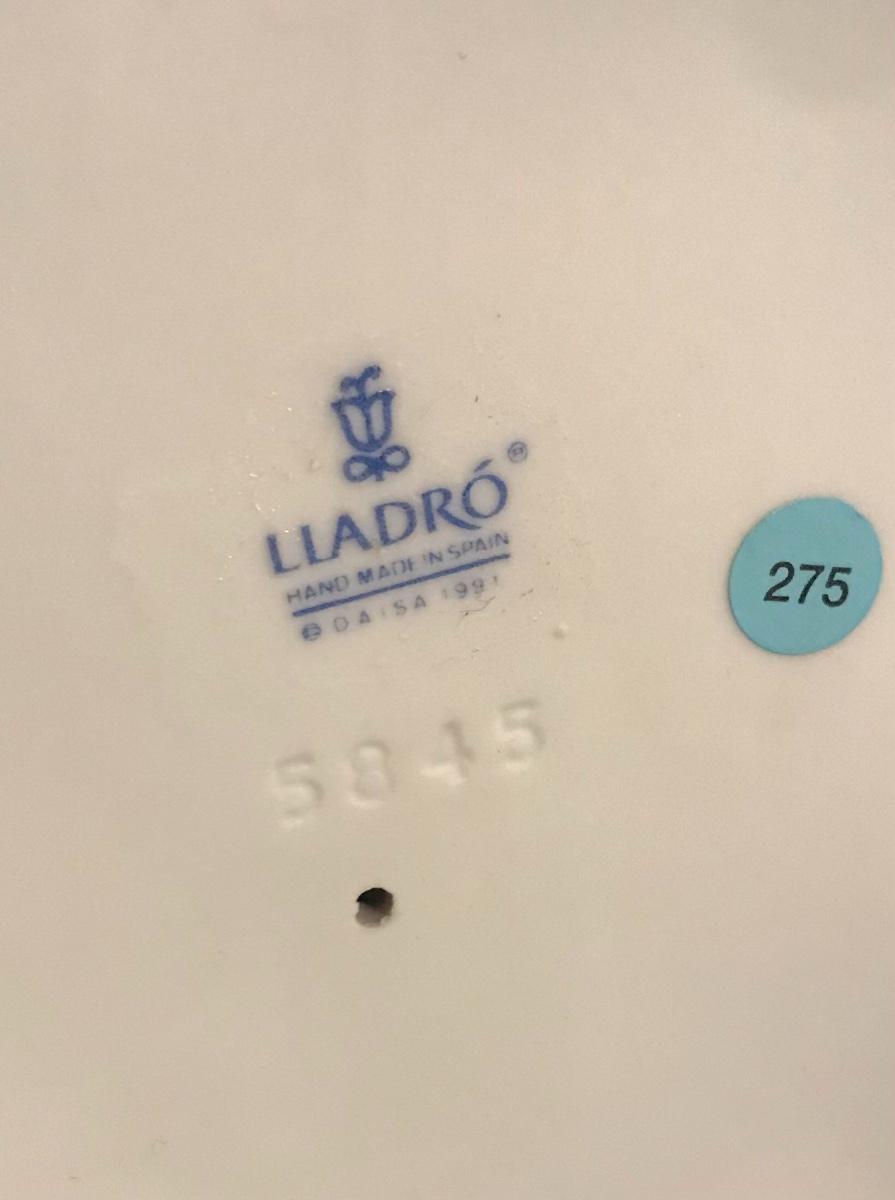 LLADRÓ®
HAND MADE IN SPAIN
© DAISA 1991
275
5845